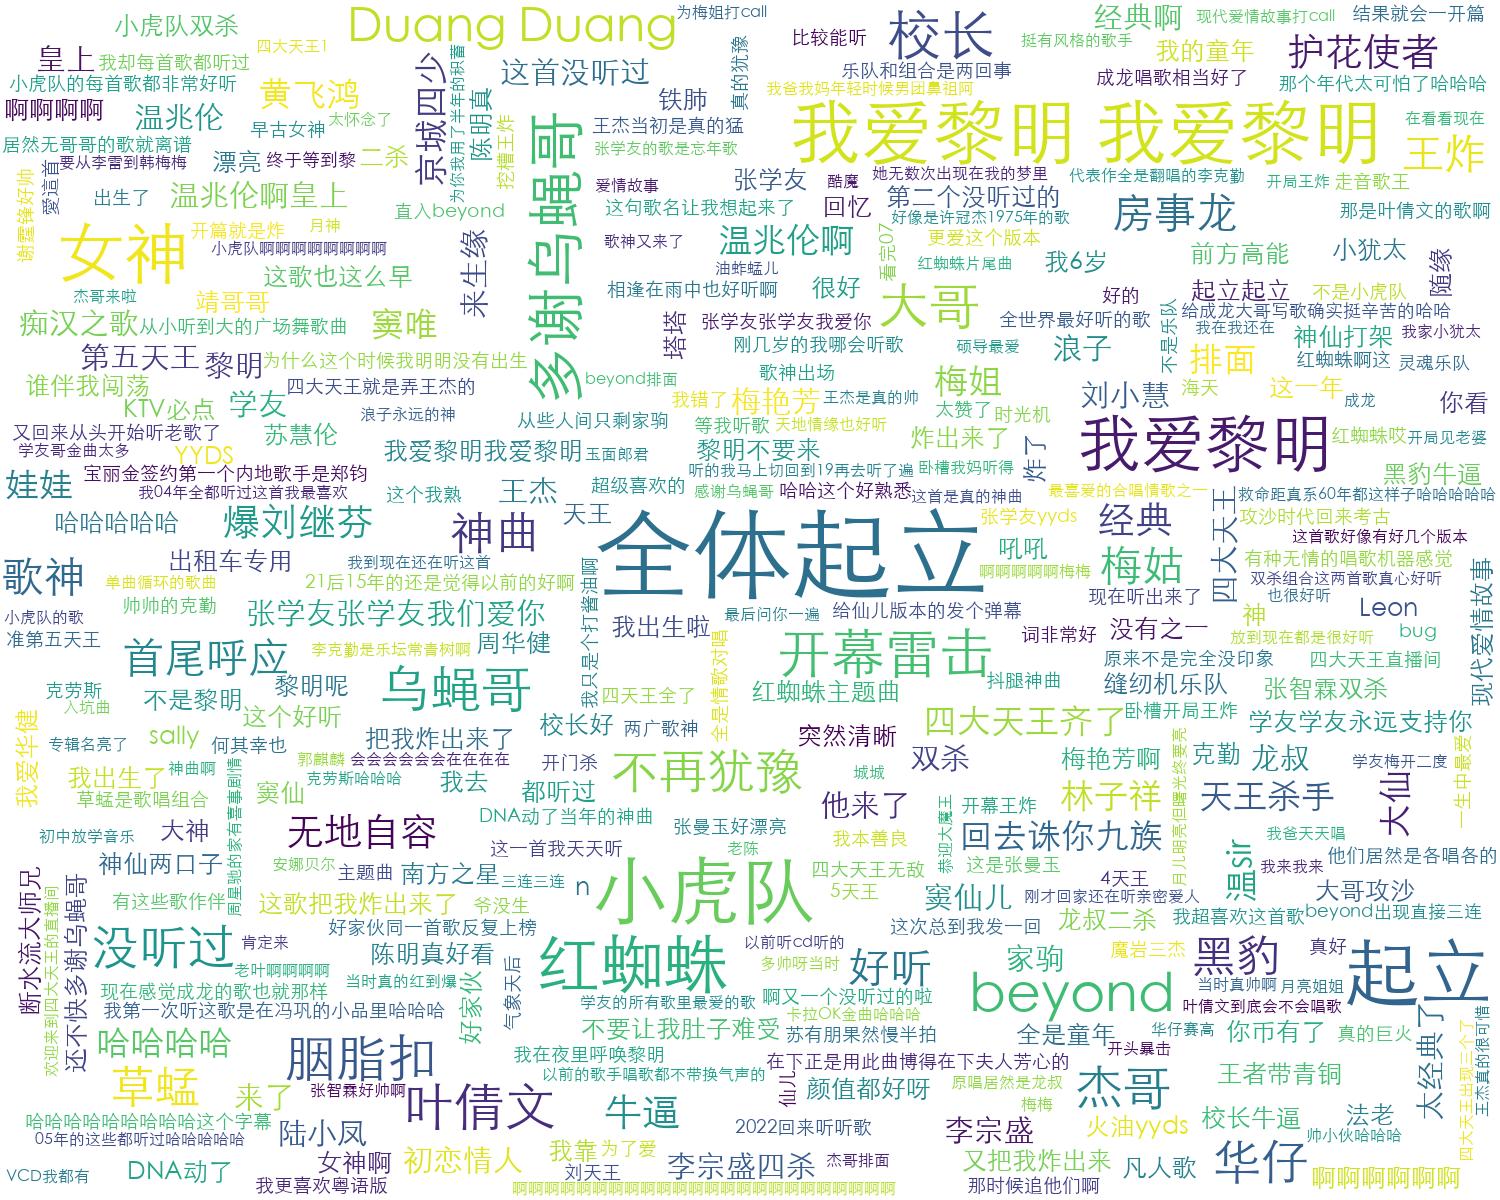 小虎队双杀
Duang Duang
为梅姐打call
校长
经典啊
现代爱情故事打call
结果就会一开篇
四大天王1
皇上
我却每首歌都听过
小虎队的每首歌都非常好听
京城四少
这首没听过
比较能听
挺有风格的歌手
我的童年
护花使者
乐队和组合是两回事
成龙唱歌相当好了
那个年代太可怕了哈哈哈
啊啊啊啊
温兆伦
黄飞鸿
太怀念了
为你我用了半年的积蓄
陈明真
铁肺
真的犹豫
我爸我妈年轻时候男团鼻祖阿
我爱黎明 我爱黎明
在看看现在
王炸
居然无哥哥的歌就离谱
早古女神
挖槽王炸
多谢乌蝇哥
王杰当初是真的猛
张学友的歌是忘年歌
要从李雷到韩梅梅
漂亮
终于等到黎
二杀
谢霆锋好帅
愛這首
出生了
温兆伦啊皇上
直入beyond
爱情故事
张学友
酷魔
她无数次出现在我的梦里
代表作全是翻唱的李克勤
开局王炸
走音歌王
这句歌名让我想起来了
回忆
第二个没听过的
好像是许冠杰1975年的歌
房事龙
那是叶倩文的歌啊
女神
开篇就是炸
月神
小虎队啊啊啊啊啊啊啊啊啊
来生缘
歌神又来了
温兆伦啊
看完07
更爱这个版本
前方高能
小犹太
随缘
这歌也这么早
油蚱蜢儿
红蜘蛛片尾曲
我6岁
杰哥来啦
靖哥哥
相逢在雨中也好听啊
很好
大哥
好的
起立起立
不是小虎队
痴汉之歌
从小听到大的广场舞歌曲
窦唯
塔塔
张学友张学友我爱你
全世界最好听的歌
不是乐队
给成龙大哥写歌确实挺辛苦的哈
我在我还在
神仙打架
我家小犹太
第五天王
黎明
为什么这个时候我明明没有出生
刚几岁的我哪会听歌
硕导最爱
浪子
排面
红蜘蛛啊这
灵魂乐队
谁伴我闯荡
四大天王就是弄王杰的
beyond排面
歌神出场
梅姐
刘小慧
海天
这一年
成龙
你看
KTV必点
学友
浪子永远的神
从些人间只剩家驹
我错了
梅艳芳
王杰是真的帅
太赞了
时光机
又回来从头开始听老歌了
苏慧伦
等我听歌
天地情缘也好听
炸出来了
炸了
我爱黎明
红蜘蛛哎
开局见老婆
学友哥金曲太多
YYDS
我爱黎明我爱黎明
玉面郎君
黎明不要来
娃娃
宝丽金签约第一个内地歌手是郑钧
听的我马上切回到19再去听了遍
卧槽我妈听得
黑豹牛逼
我04年全都听过这首我最喜欢
这个我熟
王杰
超级喜欢的
感谢乌蝇哥
哈哈这个好熟悉
这首是真的神曲
最喜爱的合唱情歌之一
四大天王
救命距真系60年都这样子哈哈哈哈哈
哈哈哈哈哈
爆刘继芬
神曲
天王
全体起立
张学友yyds
经典
攻沙时代回来考古
这首歌好像有好几个版本
歌神
出租车专用
我到现在还在听这首
吼吼
梅姑
有种无情的唱歌机器感觉
现代爱情故事
单曲循环的歌曲
21后15年的还是觉得以前的好啊
啊啊啊啊啊梅梅
双杀组合这两首歌真心好听
小虎队的歌
帅帅的克勤
张学友张学友我们爱你
我只是个打酱油啊
我出生啦
最后问你一遍
给仙儿版本的发个弹幕
现在听出来了
神
也很好听
Leon
准第五天王
首尾呼应
李克勤是乐坛常青树啊
周华健
全是情歌对唱
开幕雷击
词非常好
没有之一
放到现在都是很好听
bug
克劳斯
不是黎明
黎明呢
乌蝇哥
四天王全了
红蜘蛛主题曲
抖腿神曲
原来不是完全没印象
缝纫机乐队
四大天王直播间
张智霖双杀
我爱华健
入坑曲
专辑名亮了
sally
这个好听
何其幸也
把我炸出来了
校长好
两广歌神
突然清晰
四大天王齐了
卧槽开局王炸
学友学友永远支持你
我出生了
神曲啊
周星驰的家有喜事剧情
郭麒麟
会会会会会会在在在在
开门杀
不再犹豫
双杀
梅艳芳啊
月儿明亮但曙光终要亮
克勤
龙叔
学友梅开二度
一生中最爱
草蜢是歌唱组合
窦仙
克劳斯哈哈哈
我去
都听过
城城
他来了
林子祥
天王杀手
大仙
初中放学音乐
大神
无地自容
DNA动了当年的神曲
张曼玉好漂亮
我本善良
恭迎大魔王
开幕王炸
回去诛你九族
我爸天天唱
神仙两口子
安娜贝尔
主题曲
南方之星
这一首我天天听
老陈
四大天王无敌
这是张曼玉
温sir
我来我来
他们居然是各唱各的
断水流大师兄
欢迎来到四大天王的直播间
还不快多谢乌蝇哥
有这些歌作伴
这歌把我炸出来了
爷没生
三连三连
n
小虎队
5天王
窦仙儿
4天王
刚才回家还在听亲密爱人
大哥攻沙
好家伙同一首歌反复上榜
这次总到我发一回
龙叔二杀
我超喜欢这首歌
beyond出现直接三连
没听过
肯定来
陈明真好看
红蜘蛛
以前听cd听的
好听
家驹
魔岩三杰
黑豹
真好
起立
老叶啊啊啊啊
当时真的红到爆
好家伙
气象天后
多帅呀当时
beyond
当时真帅啊
月亮姐姐
现在感觉成龙的歌也就那样
学友的所有歌里最爱的歌
啊又一个没听过的啦
叶倩文到底会不会唱歌
我第一次听这歌是在冯巩的小品里哈哈哈
卡拉OK金曲哈哈哈
哈哈哈哈
胭脂扣
不要让我肚子难受
苏有朋果然慢半拍
全是童年
华仔赛高
你币有了
真的巨火
太经典了
四大天王出现三个了
王杰真的很可惜
我在夜里呼唤黎明
在下正是用此曲博得在下夫人芳心的
开头暴击
草蜢
来了
张智霖好帅啊
叶倩文
以前的歌手唱歌都不带换气声的
仙儿
颜值都好呀
原唱居然是龙叔
杰哥
王者带青铜
哈哈哈哈哈哈哈哈哈这个字幕
牛逼
梅梅
校长牛逼
法老
05年的这些都听过哈哈哈哈哈
陆小凤
2022回来听听歌
李宗盛
火油yyds
帅小伙哈哈哈
VCD我都有
DNA动了
女神啊
初恋情人
我靠
为了爱
李宗盛四杀
杰哥排面
又把我炸出来
凡人歌
华仔
啊啊啊啊啊啊
我更喜欢粤语版
刘天王
啊啊啊啊啊啊啊啊啊啊啊啊啊啊啊啊啊啊啊啊啊啊啊啊
那时候追他们啊